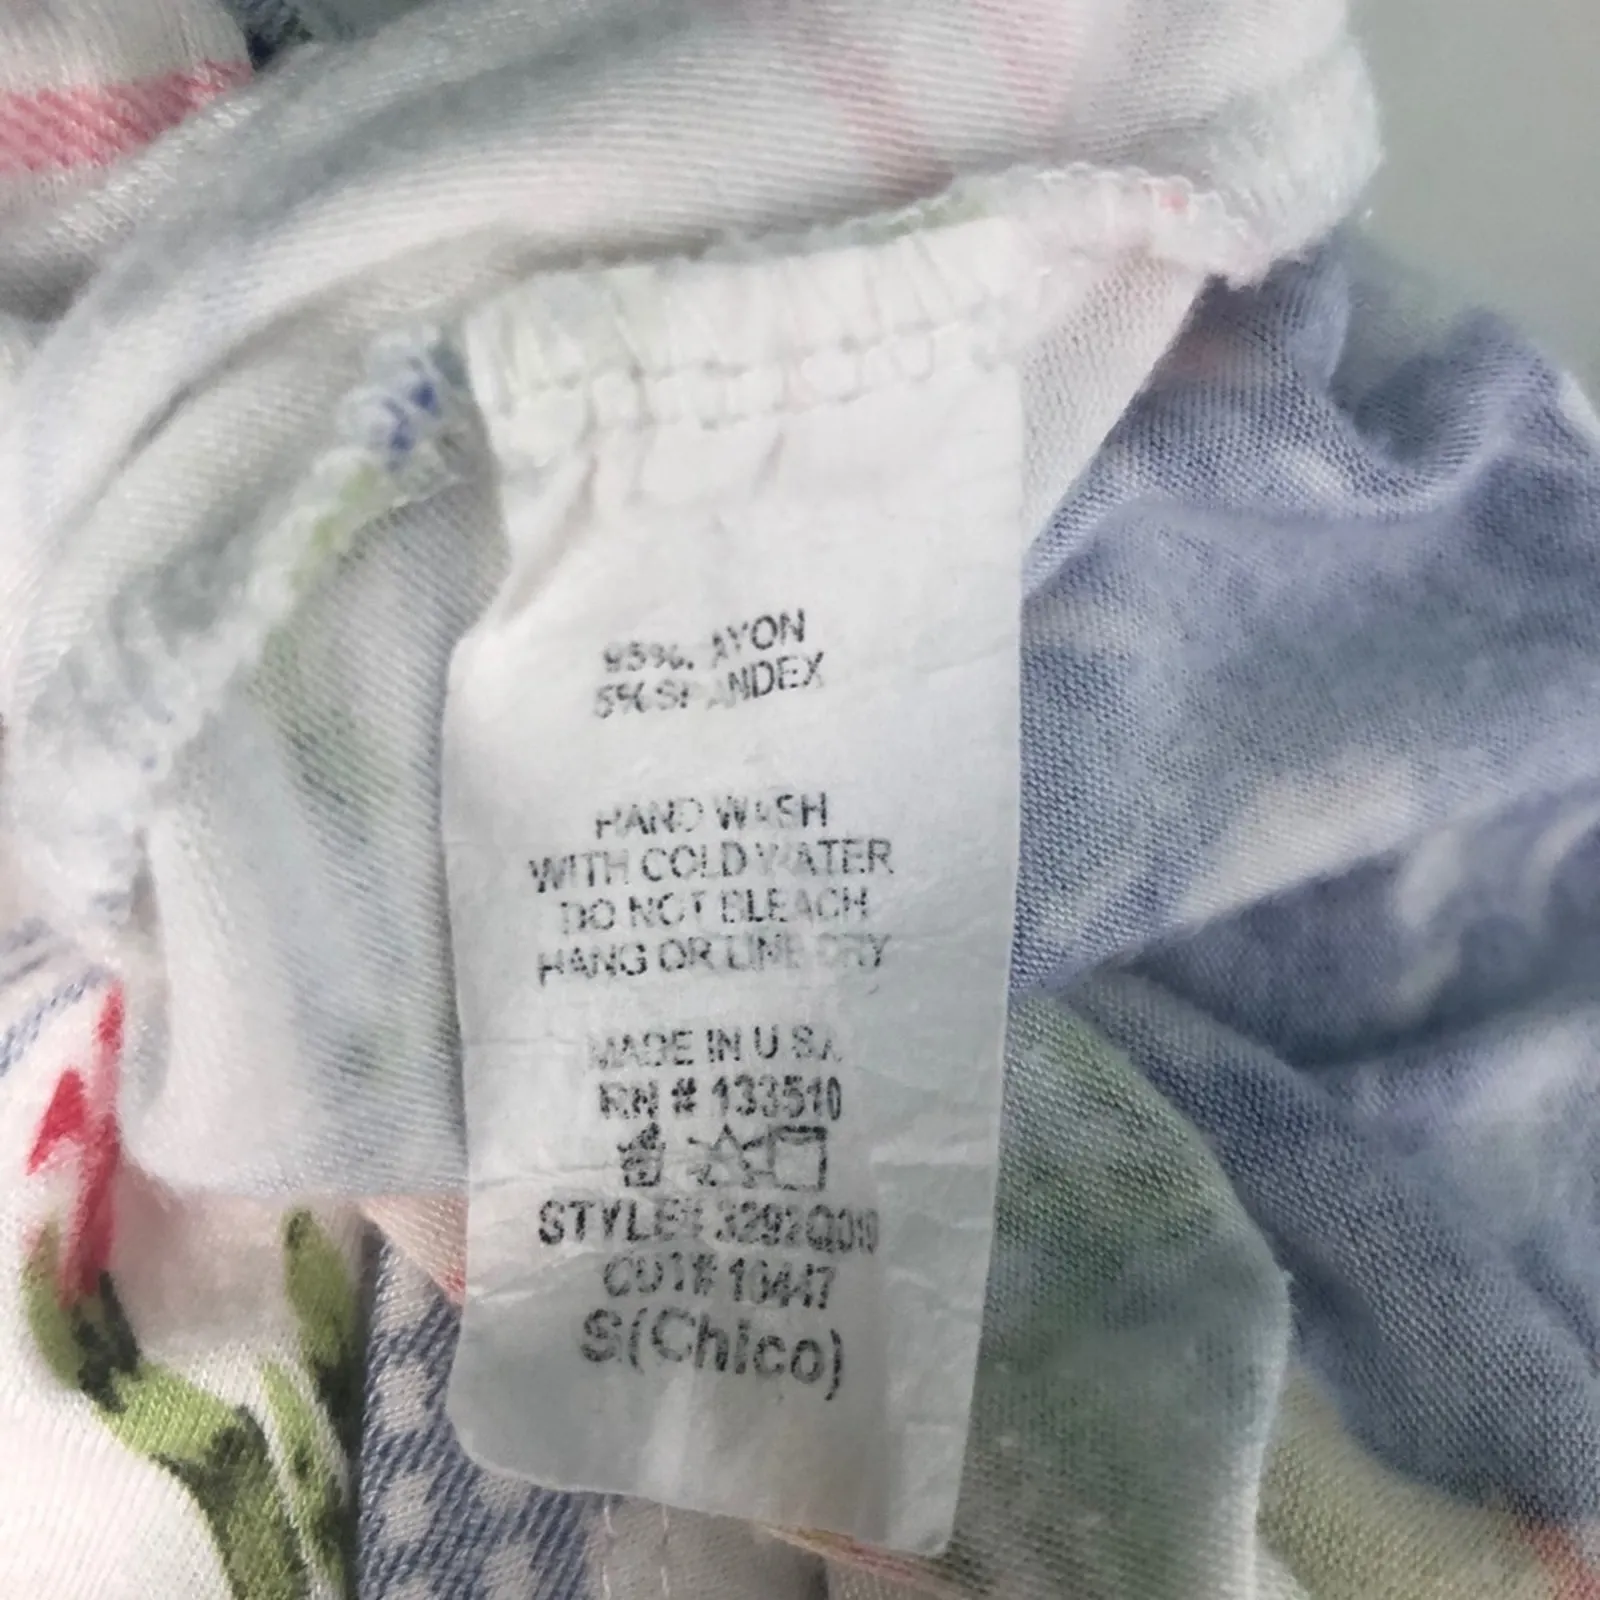 95% RAYON
5% SPANDEX
HAND WASH
WITH COLD WATER
DO NOT BLEACH
HANG OR LINE DRY
MADE IN U.S.A
RN # 133510
STYLE#
CUT# 10447
S(Chico)